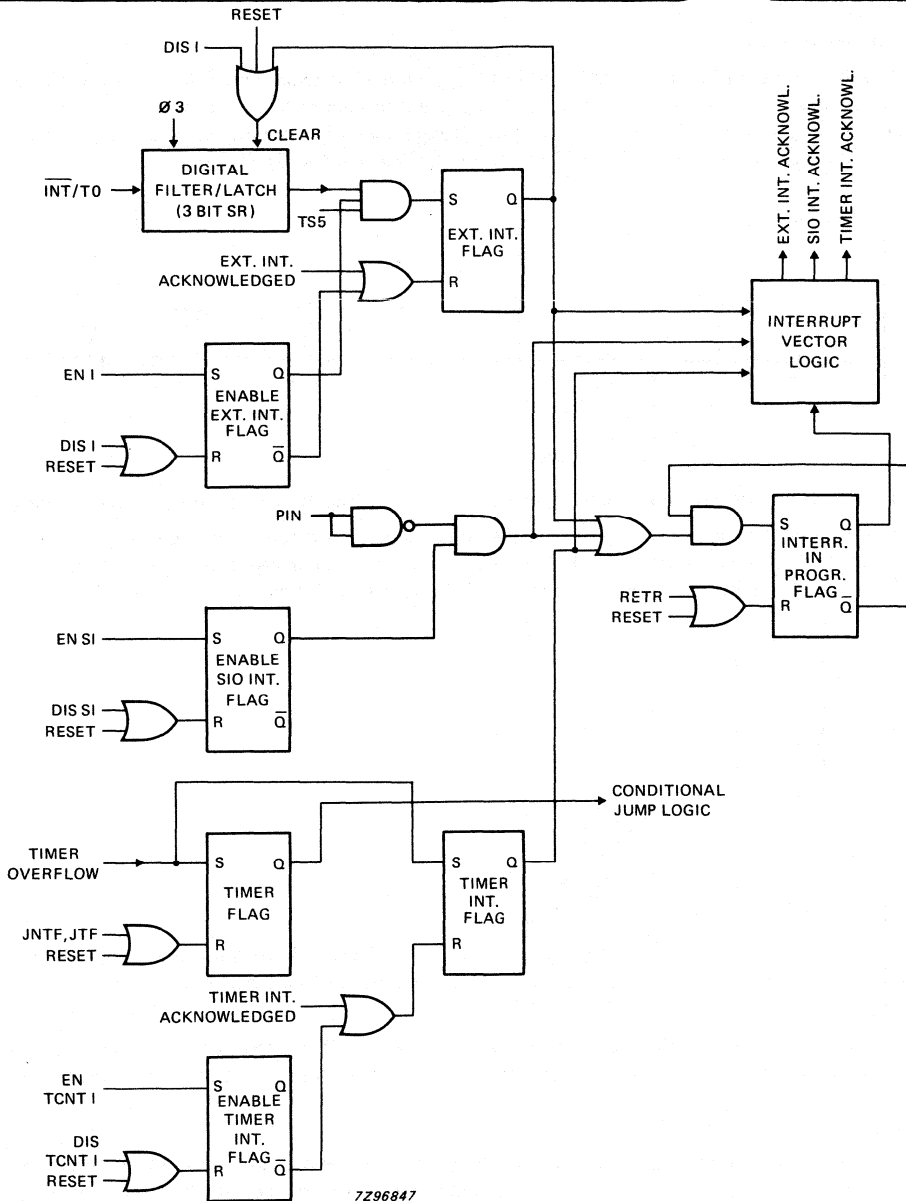 RESET
DIS I
Ø 3
CLEAR
DIGITAL
FILTER/LATCH
(3 BIT SR)
INT/T0
TS5
S Q
EXT. INT.
FLAG
R
EXT. INT.
ACKNOWLEDGED
EXT. INT. ACKNOWL.
SIO INT. ACKNOWL.
TIMER INT. ACKNOWL.
INTERRUPT
VECTOR
LOGIC
EN I
S Q
ENABLE
EXT. INT.
FLAG
R Q
DIS I
RESET
PIN
S Q
INTERR.
IN
PROGR.
FLAG
R Q
RETR
RESET
EN SI
S Q
ENABLE
SIO INT.
FLAG
R Q
DIS SI
RESET
CONDITIONAL
JUMP LOGIC
TIMER
OVERFLOW
S Q
TIMER
FLAG
R
JNTF, JTF
RESET
S Q
TIMER
INT.
FLAG
R
TIMER INT.
ACKNOWLEDGED
EN
TCNT I
S Q
ENABLE
TIMER
INT.
FLAG
R Q
DIS
TCNT I
RESET
7Z96847